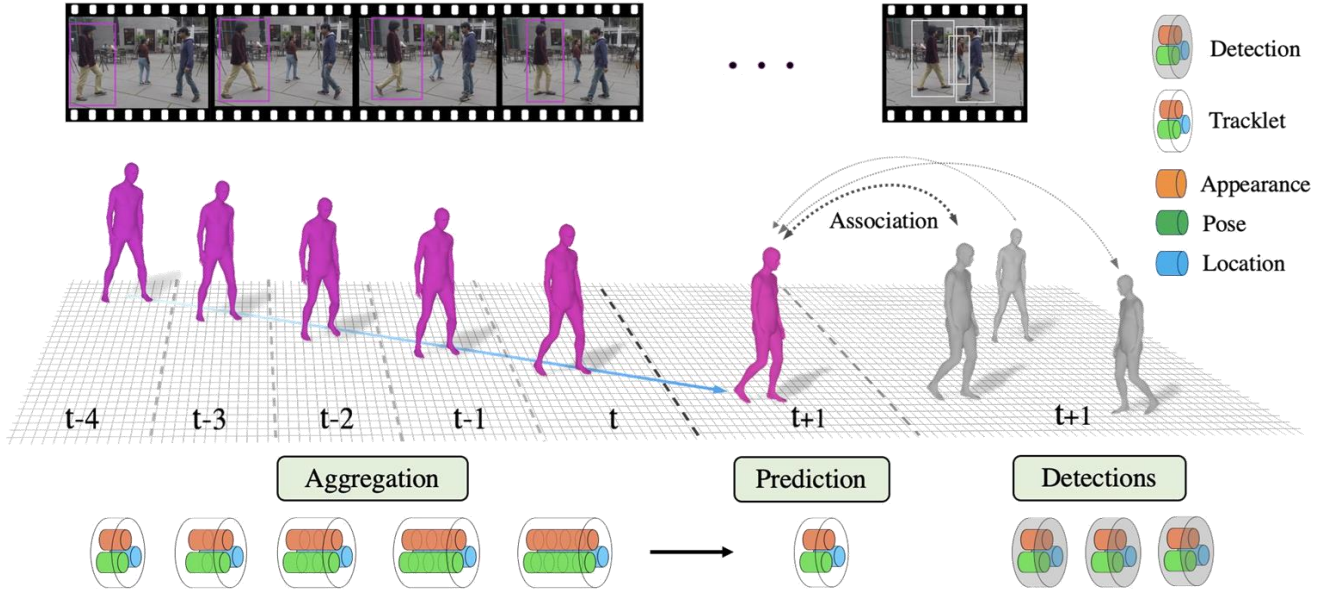 Detection
Tracklet
Appearance
Pose
Location
Association
t-4
t-3
t-2
t-1
t
t+1
t+1
Aggregation
Prediction
Detections